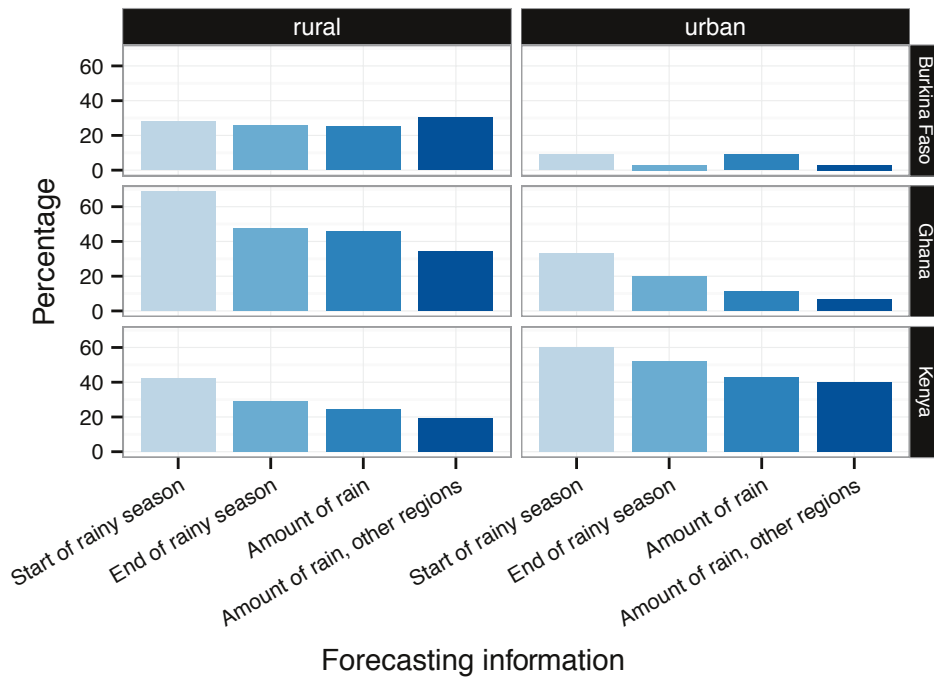 rural
urban
Percentage
60
40
20
0
Burkina Faso
60
40
20
0
Ghana
60
40
20
0
Kenya
Start of rainy season
End of rainy season
Amount of rain
Amount of rain, other regions
Start of rainy season
End of rainy season
Amount of rain
Amount of rain, other regions
Forecasting information